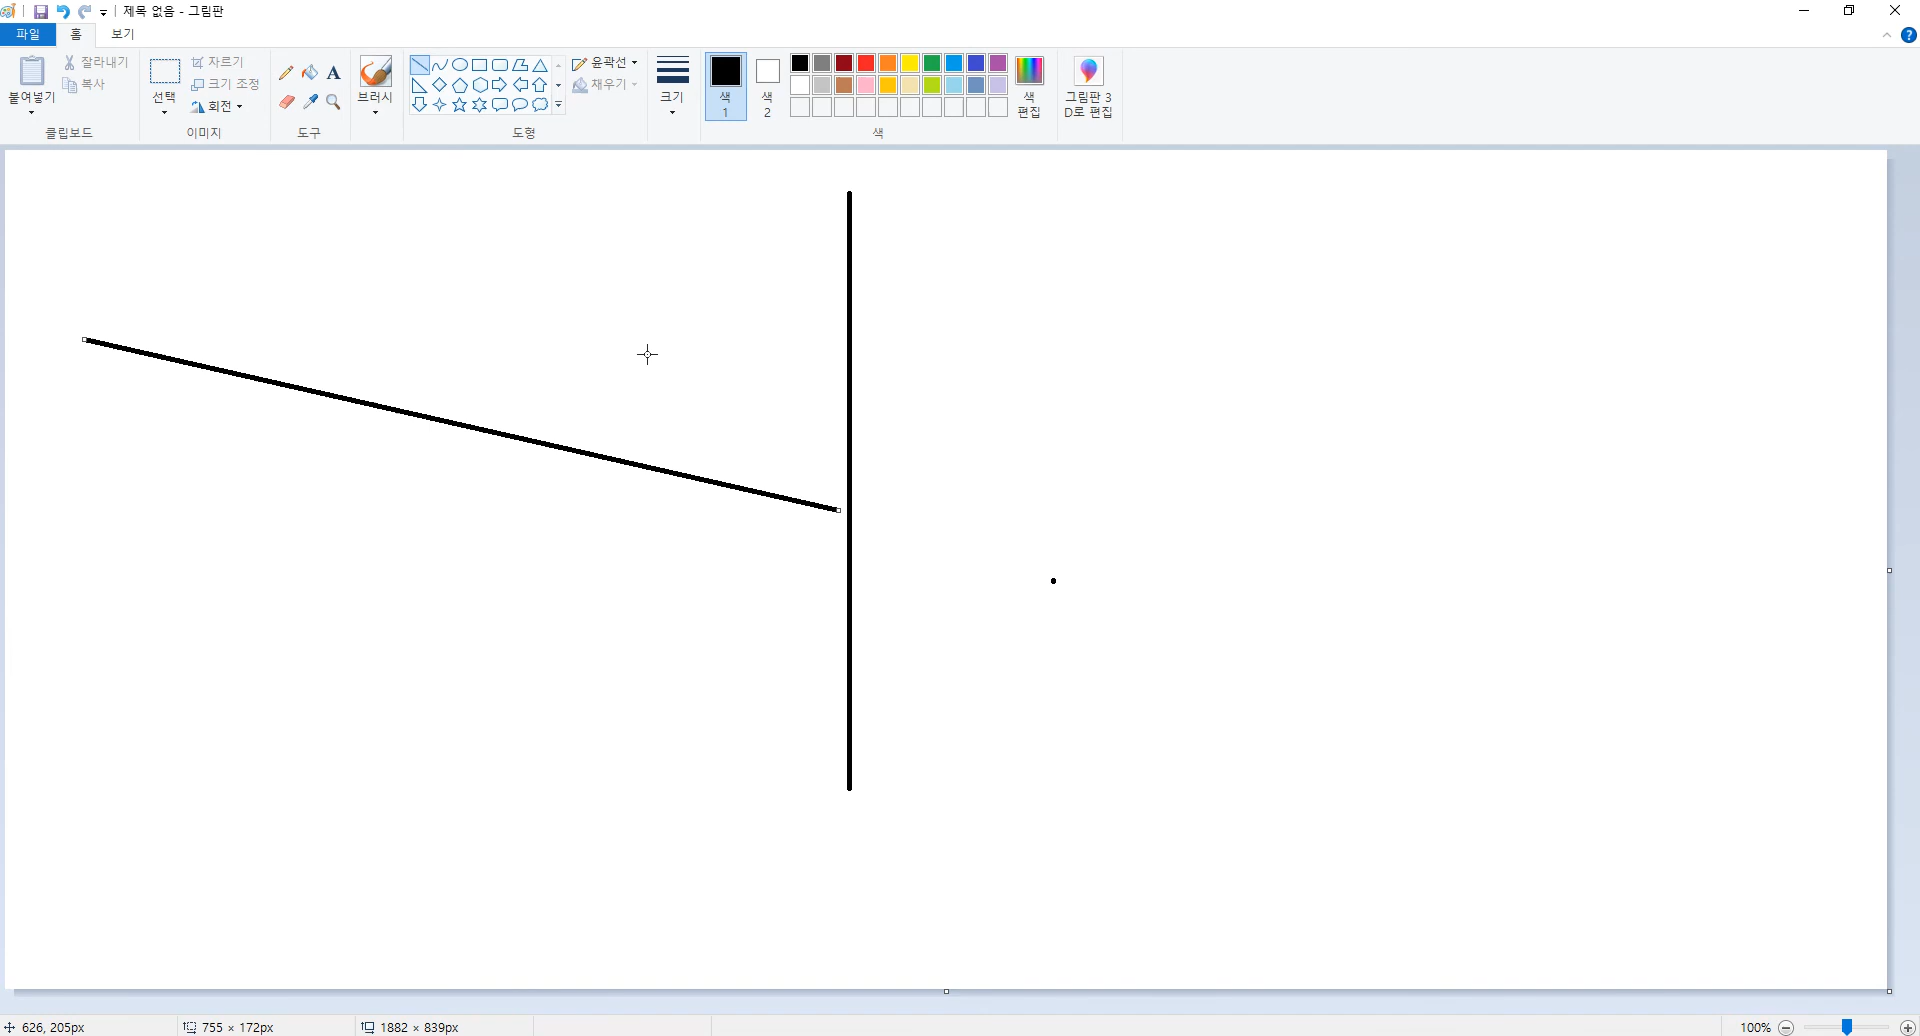 제목 없음 - 그림판
파일 홈 보기
붙여넣기
잘라내기
복사
클립보드
선택
자르기
크기 조정
회전
이미지
A
도구
브러시
윤곽선
채우기
도형
크기
색
1
색
2
색
편집
색
그림판 3
D로 편집
626, 205px
755 × 172px
1882 × 839px
100%